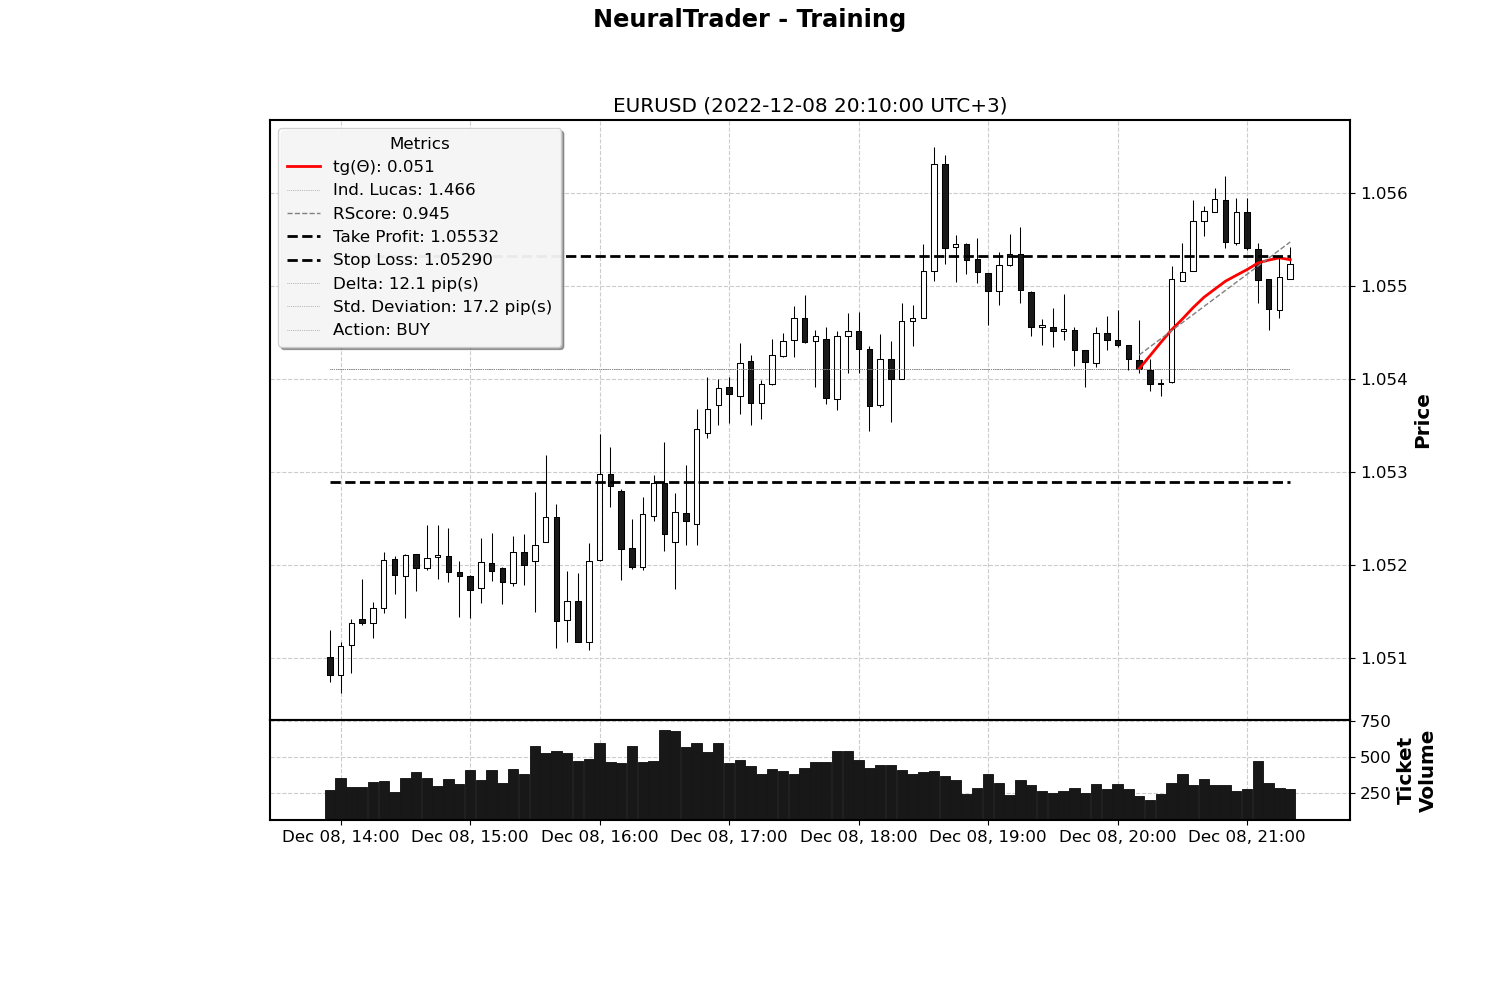 NeuralTrader - Training
EURUSD (2022-12-08 20:10:00 UTC+3)
Metrics
tg(Θ): 0.051
Ind. Lucas: 1.466
RScore: 0.945
Take Profit: 1.05532
Stop Loss: 1.05290
Delta: 12.1 pip(s)
Std. Deviation: 17.2 pip(s)
Action: BUY
1.056
1.055
1.054
1.053
1.052
1.051
Price
750
500
250
Ticket
Volume
Dec 08, 14:00 Dec 08, 15:00 Dec 08, 16:00 Dec 08, 17:00 Dec 08, 18:00 Dec 08, 19:00 Dec 08, 20:00 Dec 08, 21:00